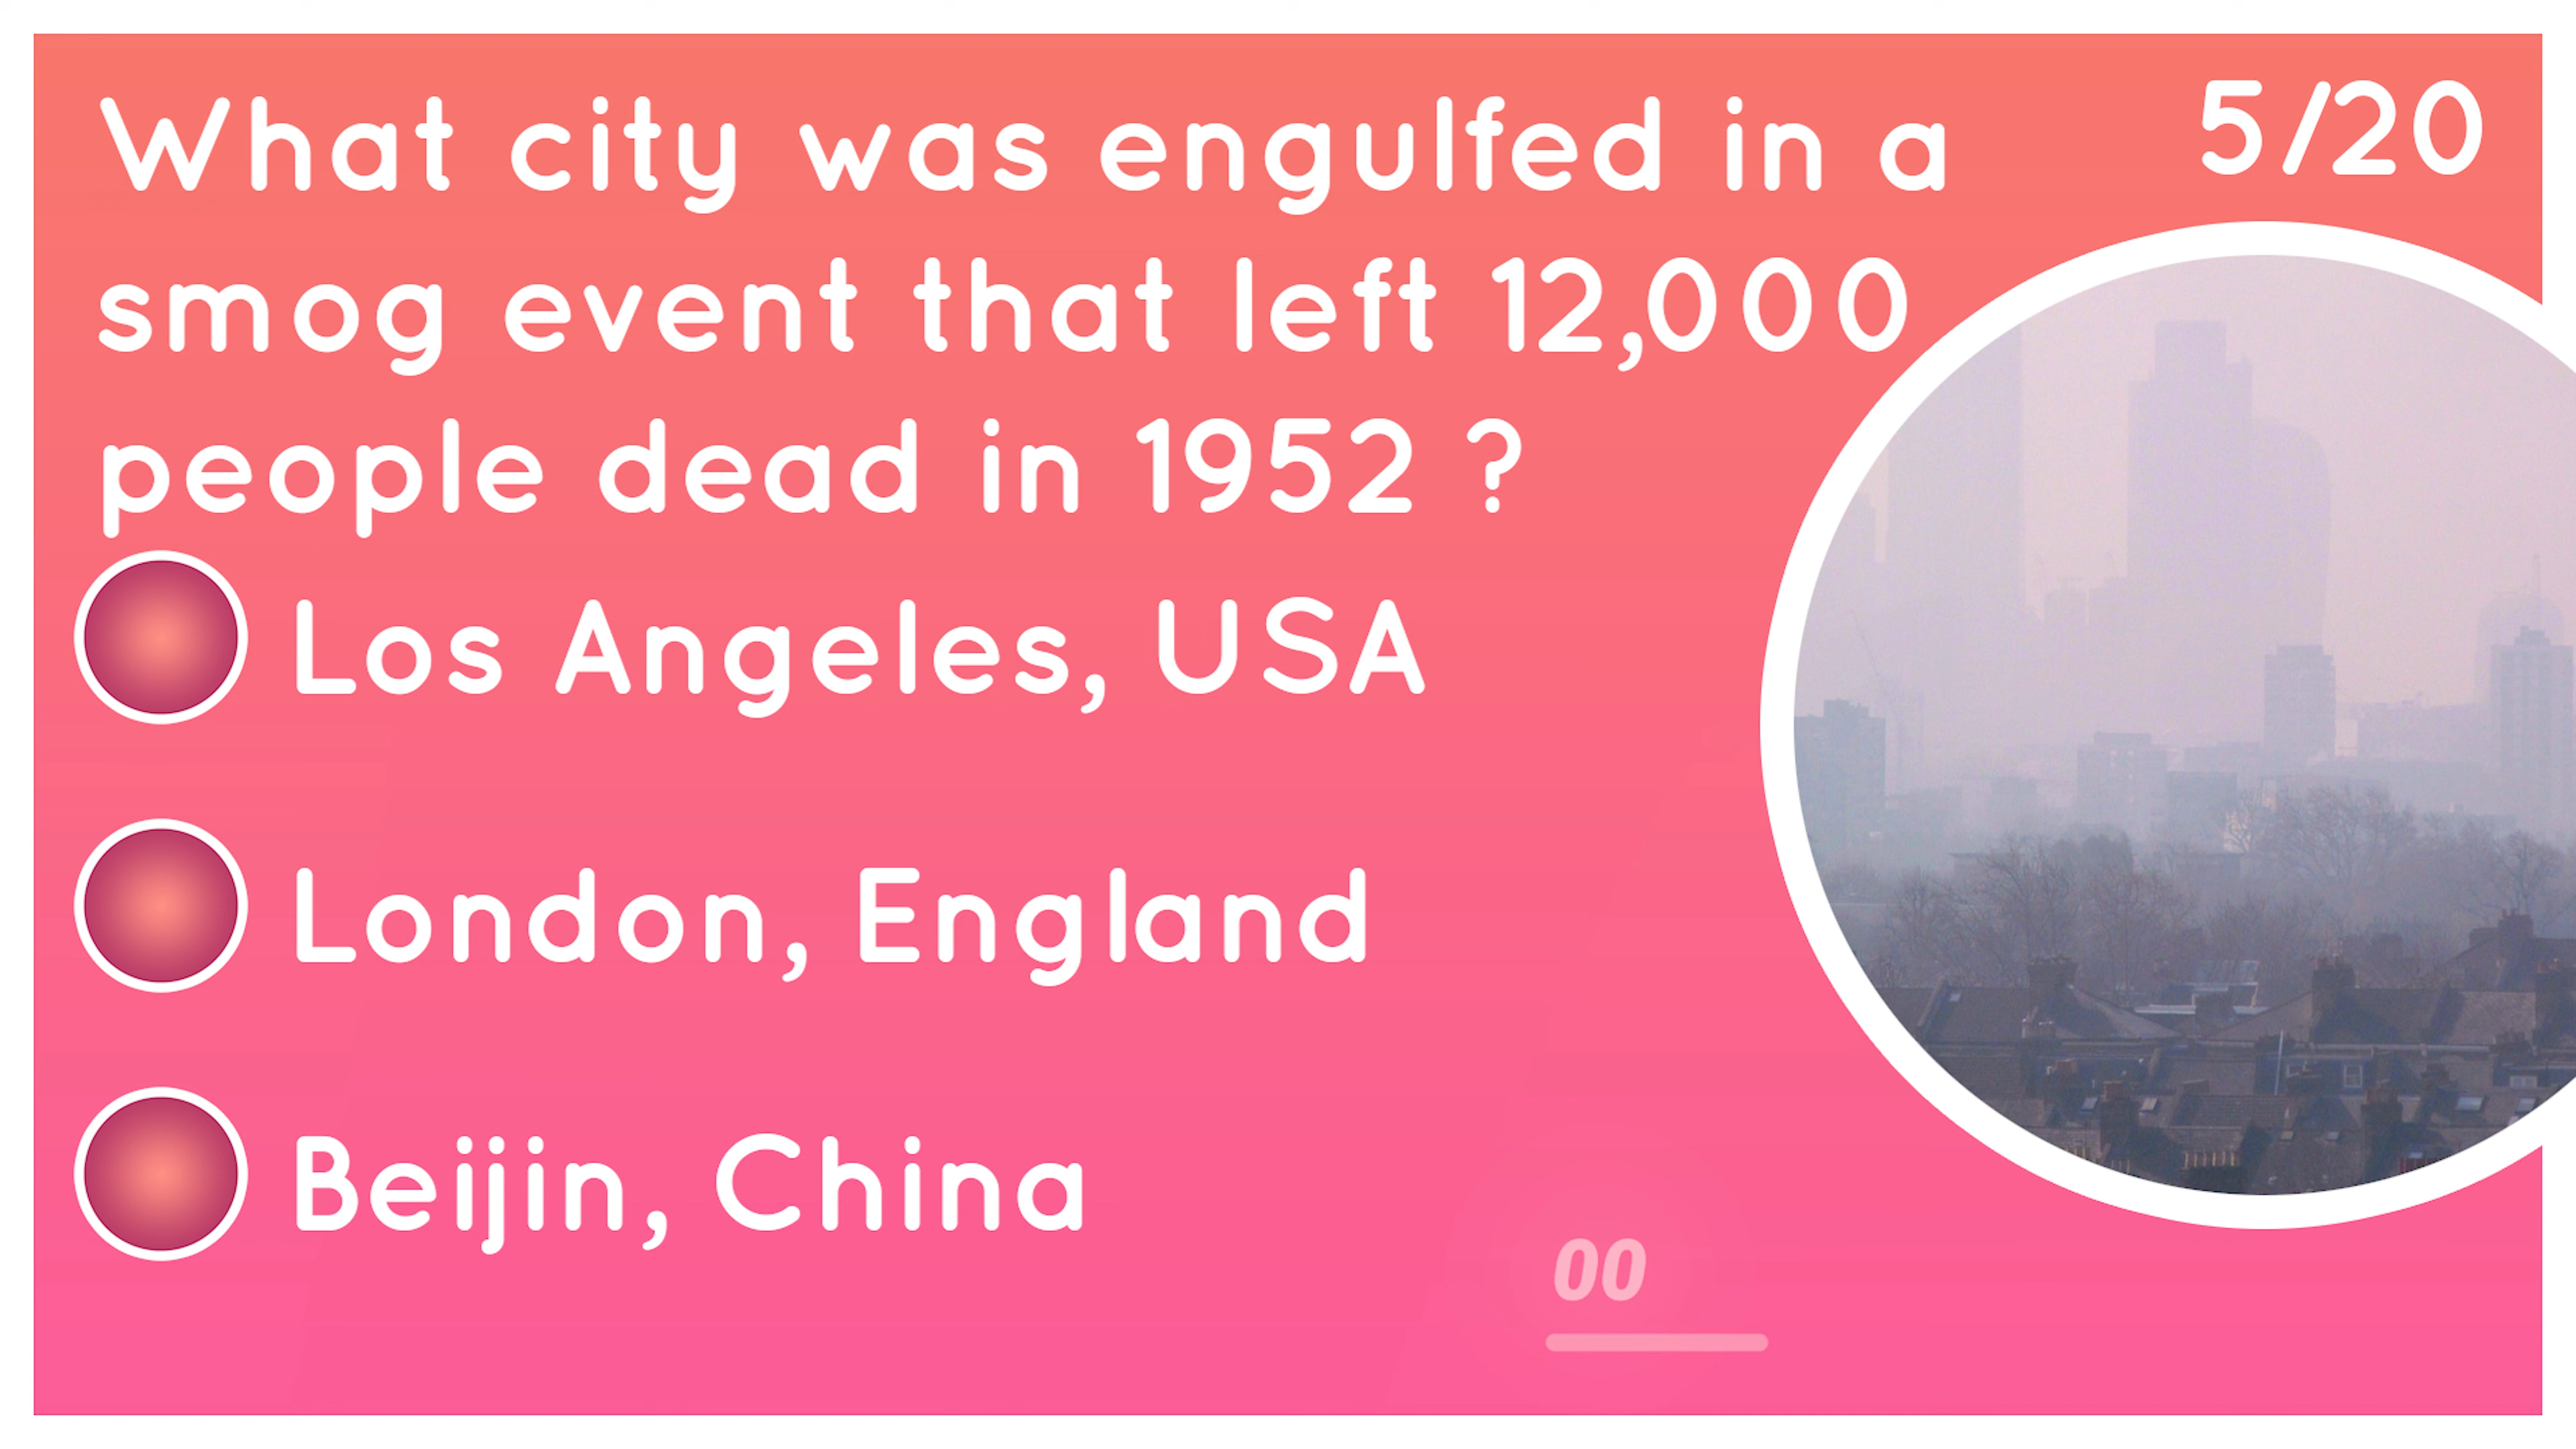 What city was engulfed in a
5/20
smog event that left 12,000
people dead in 1952 ?
Los Angeles, USA
London, England
Beijin, China
00